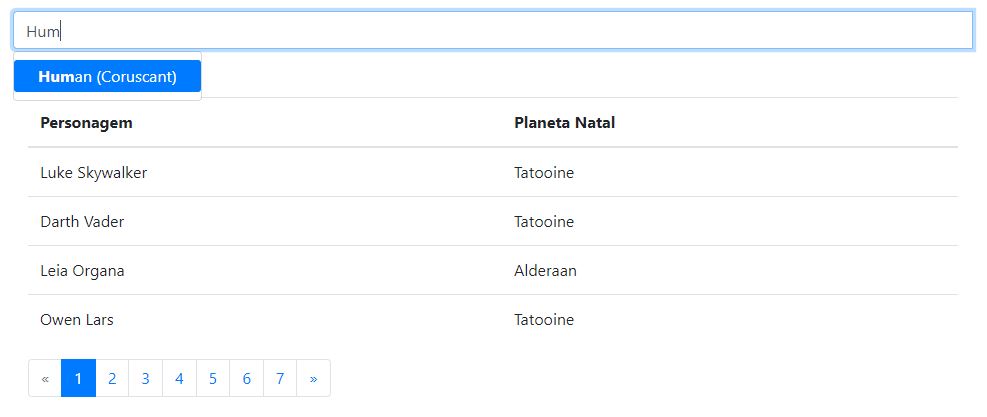 Hum
Human (Coruscant)
Personagem Planeta Natal
Luke Skywalker Tatooine
Darth Vader Tatooine
Leia Organa Alderaan
Owen Lars Tatooine
« 1 2 3 4 5 6 7 »